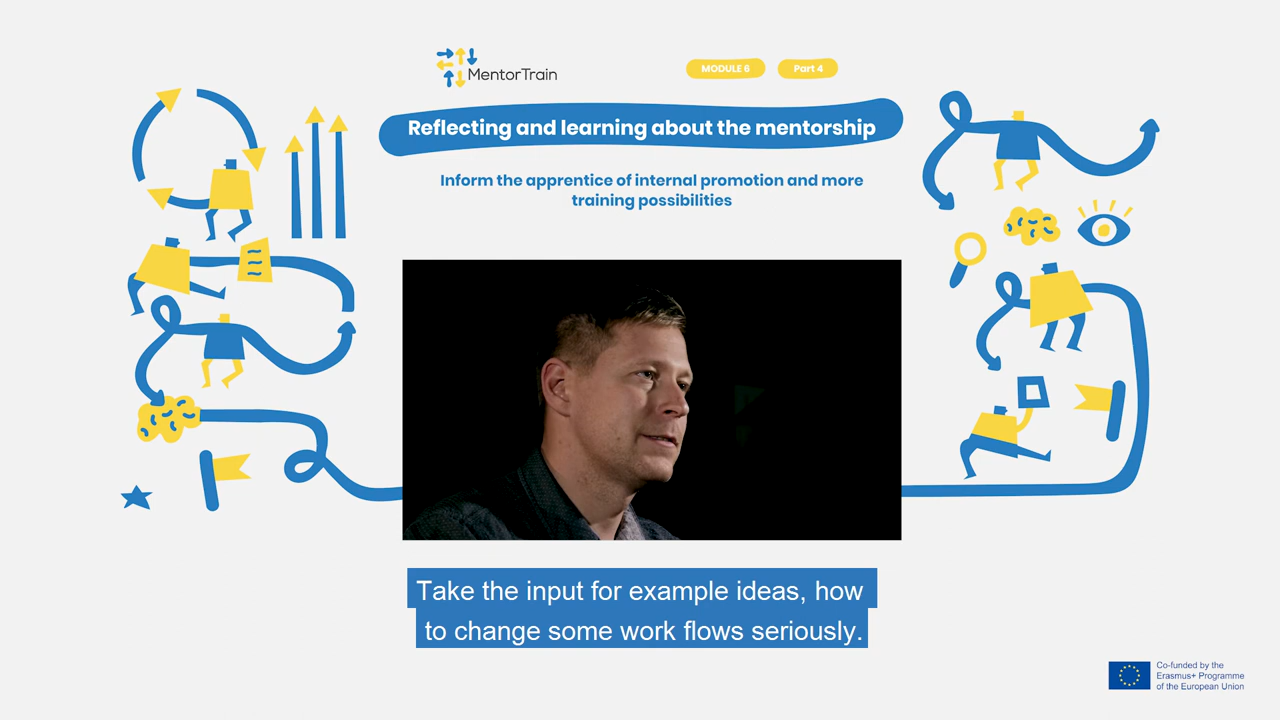 MentorTrain
MODULE 6
Part 4
Reflecting and learning about the mentorship
Inform the apprentice of internal promotion and more
training possibilities
Take the input for example ideas, how
to change some work flows seriously.
Co-funded by the
Erasmus+ Programme
of the European Union